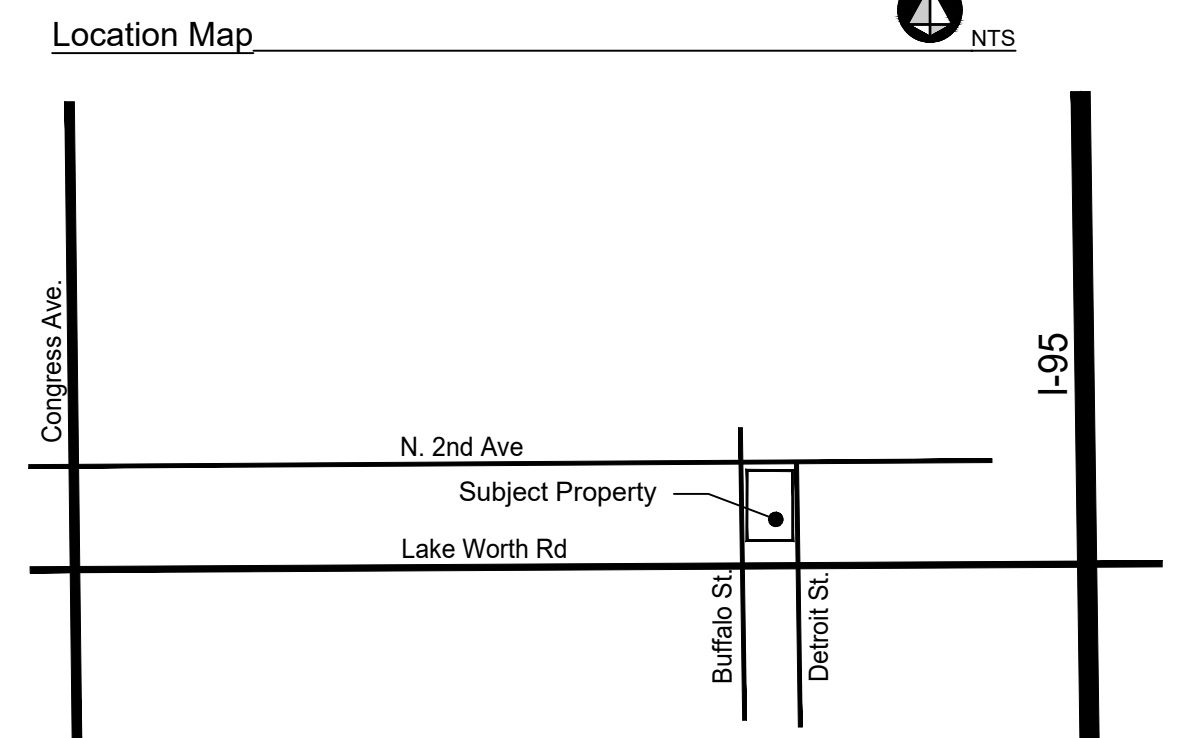 Location Map
NTS
Congress Ave.
I-95
N. 2nd Ave
Subject Property
Lake Worth Rd
Buffalo St.
Detroit St.